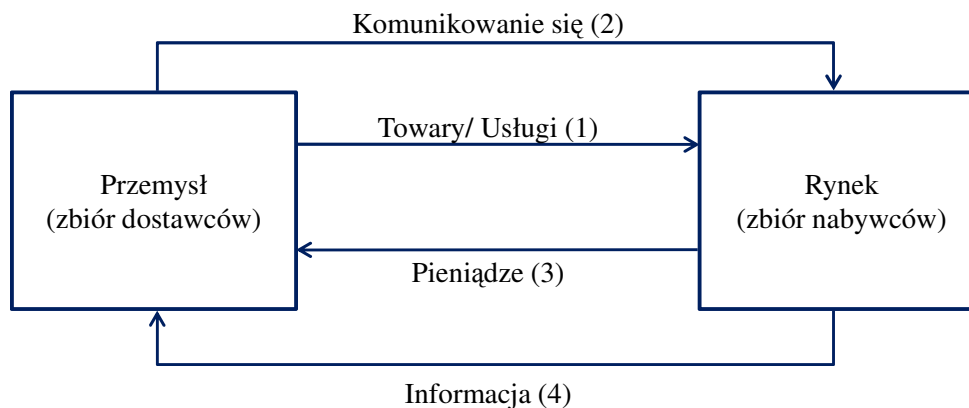 Komunikowanie się (2)
Towary/ Usługi (1)
Przemysł
(zbiór dostawców)
Rynek
(zbiór nabywców)
Pieniądze (3)
Informacja (4)